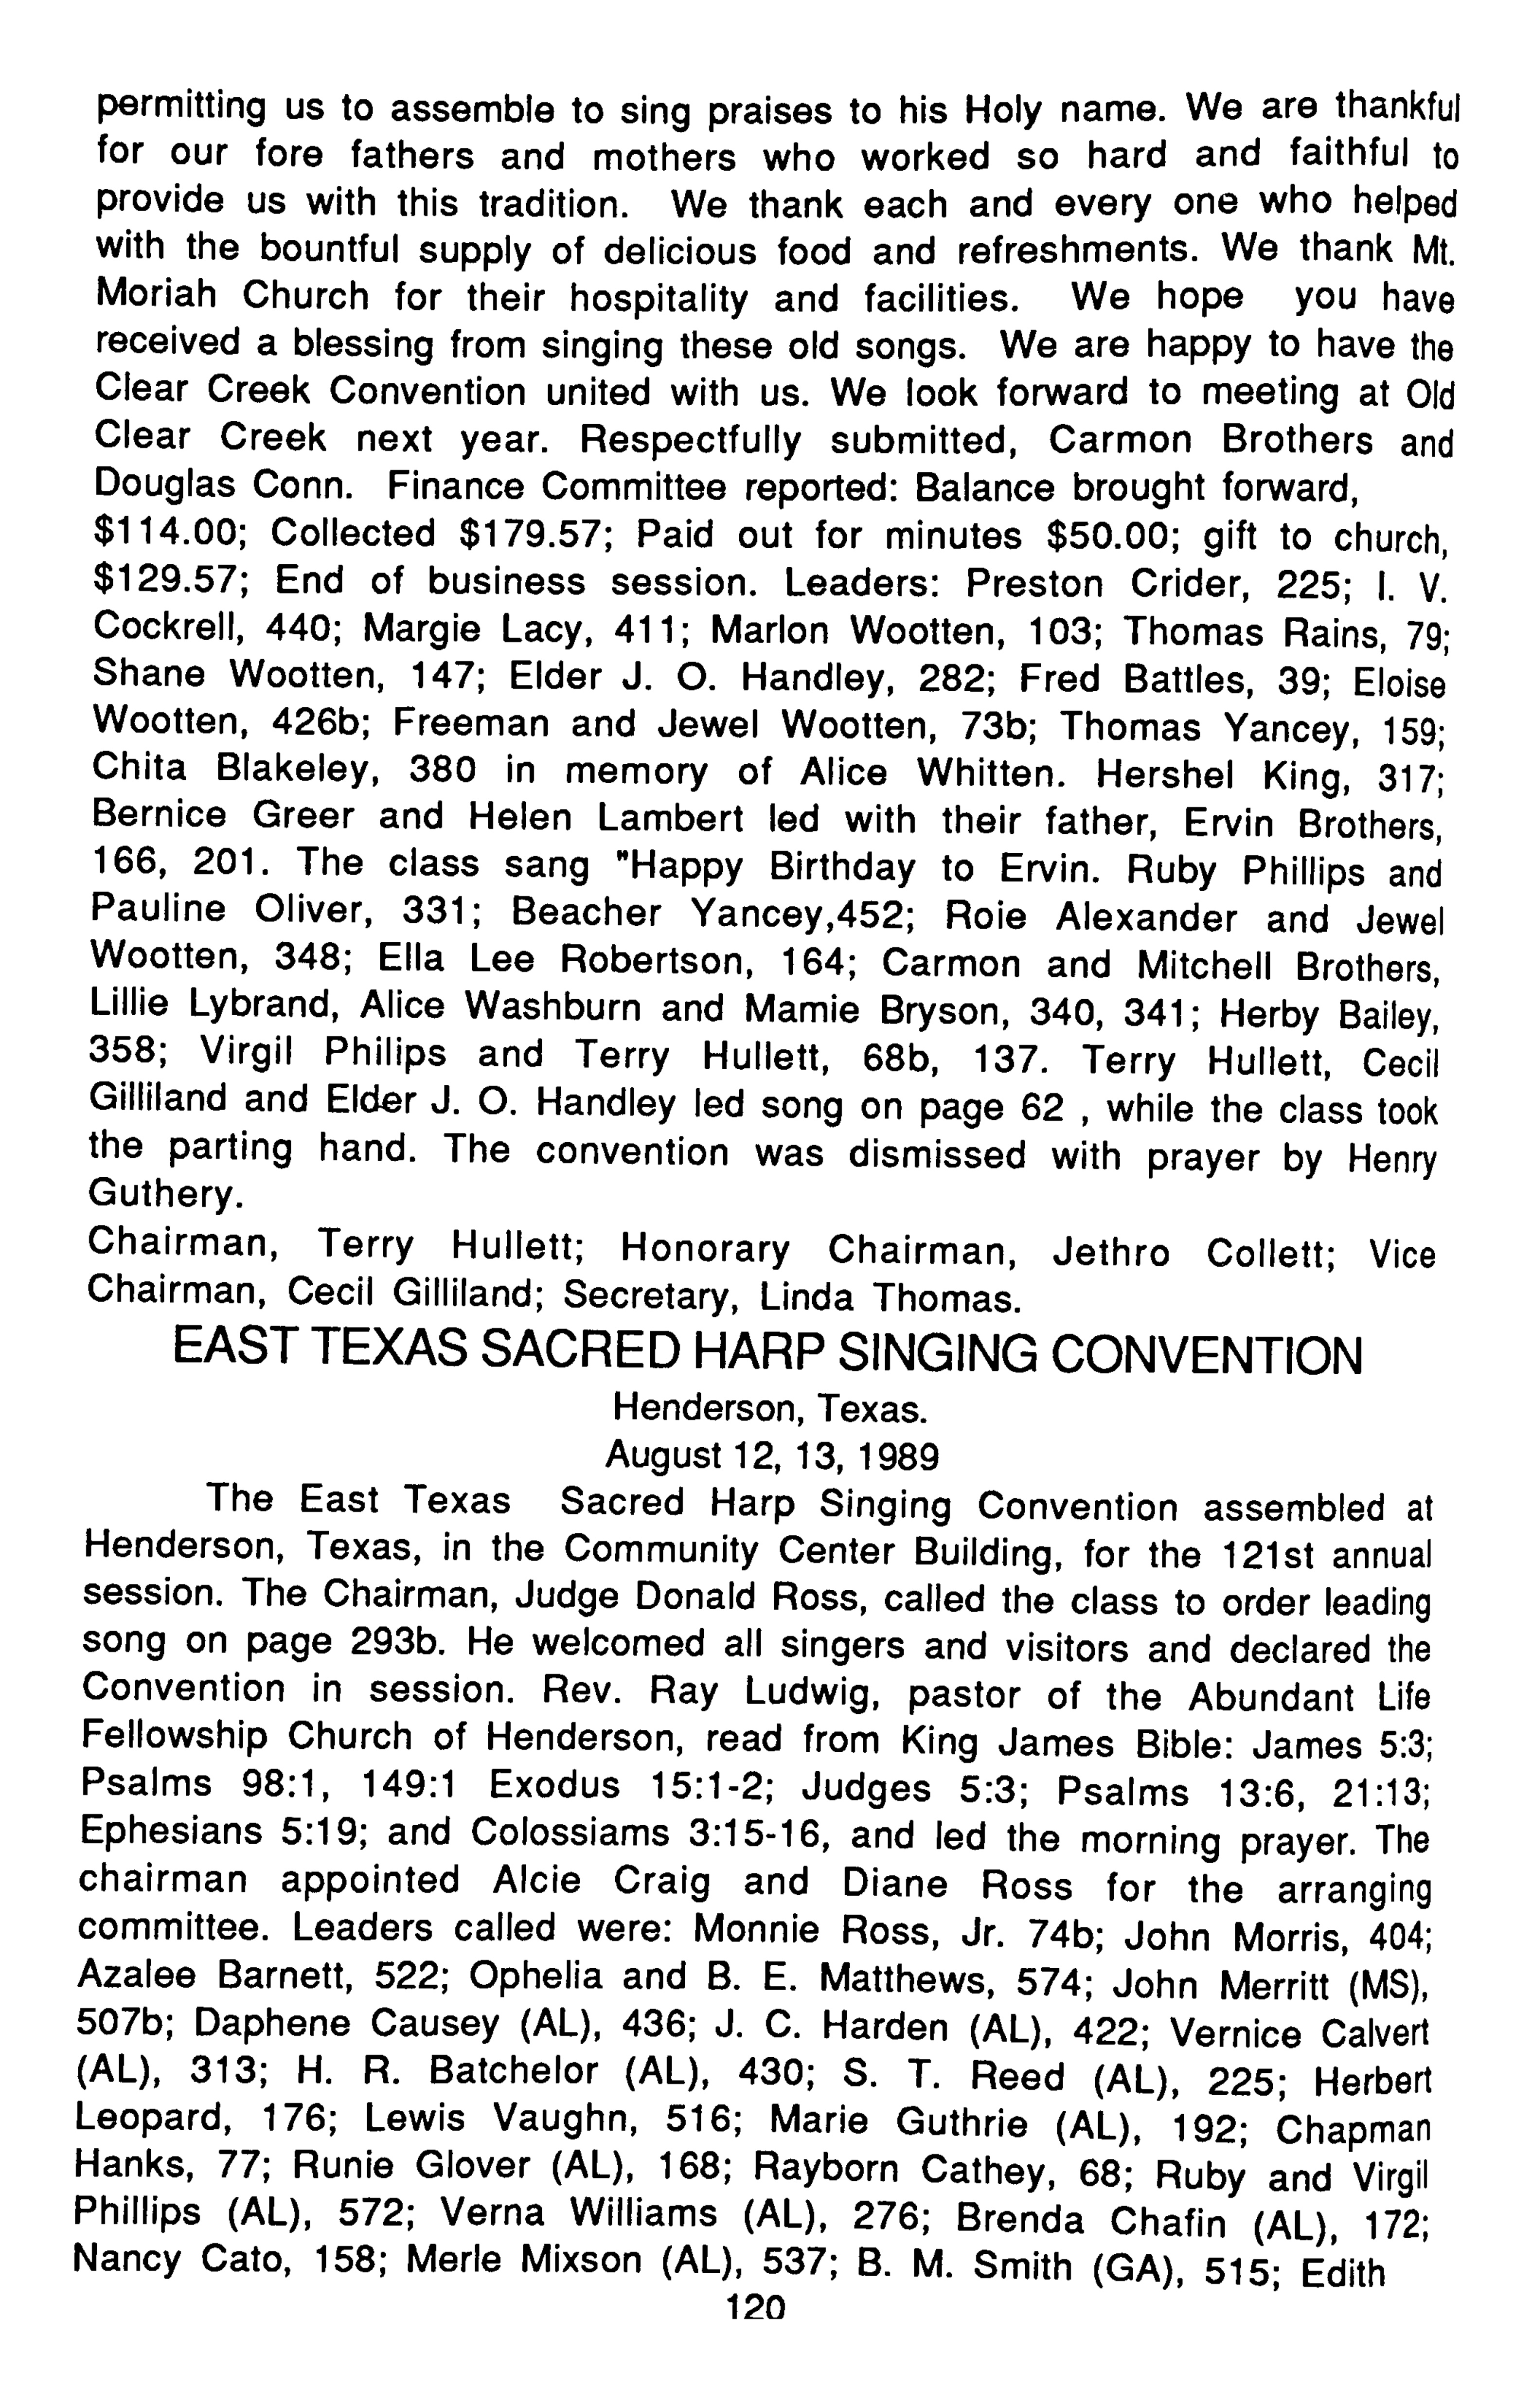 permitting us to assemble to sing praises to his Holy name. We are thankful
for our fore fathers and mothers who worked so hard and faithful to
provide us with this tradition. We thank each and every one who helped
with the bountful supply of delicious food and refreshments. We thank Mt.
Moriah Church for their hospitality and facilities. We hope you have
received a blessing from singing these old songs. We are happy to have the
Clear Creek Convention united with us. We look forward to meeting at Old
Clear Creek next year. Respectfully submitted, Carmon Brothers and
Douglas Conn. Finance Committee reported: Balance brought forward,
$114.00; Collected $179.57; Paid out for minutes $50.00; gift to church,
$129.57; End of business session. Leaders: Preston Crider, 225; I. V.
Cockrell, 440; Margie Lacy, 411; Marlon Wootten, 103; Thomas Rains, 79;
Shane Wootten, 147; Elder J. O. Handley, 282; Fred Battles, 39; Eloise
Wootten, 426b; Freeman and Jewel Wootten, 73b; Thomas Yancey, 159;
Chita Blakeley, 380 in memory of Alice Whitten. Hershel King, 317;
Bernice Greer and Helen Lambert led with their father, Ervin Brothers,
166, 201. The class sang "Happy Birthday to Ervin. Ruby Phillips and
Pauline Oliver, 331; Beacher Yancey,452; Roie Alexander and Jewel
Wootten, 348; Ella Lee Robertson, 164; Carmon and Mitchell Brothers,
Lillie Lybrand, Alice Washburn and Mamie Bryson, 340, 341; Herby Bailey,
358; Virgil Philips and Terry Hullett, 68b, 137. Terry Hullett, Cecil
Gilliland and Elder J. O. Handley led song on page 62 , while the class took
the parting hand. The convention was dismissed with prayer by Henry
Guthery.
Chairman, Terry Hullett; Honorary Chairman, Jethro Collett; Vice
Chairman, Cecil Gilliland; Secretary, Linda Thomas.
EAST TEXAS SACRED HARP SINGING CONVENTION
Henderson, Texas.
August 12, 13, 1989
The East Texas Sacred Harp Singing Convention assembled at
Henderson, Texas, in the Community Center Building, for the 121st annual
session. The Chairman, Judge Donald Ross, called the class to order leading
song on page 293b. He welcomed all singers and visitors and declared the
Convention in session. Rev. Ray Ludwig, pastor of the Abundant Life
Fellowship Church of Henderson, read from King James Bible: James 5:3;
Psalms 98:1, 149:1 Exodus 15:1-2; Judges 5:3; Psalms 13:6, 21:13;
Ephesians 5:19; and Colossiams 3:15-16, and led the morning prayer. The
chairman appointed Alcie Craig and Diane Ross for the arranging
committee. Leaders called were: Monnie Ross, Jr. 74b; John Morris, 404;
Azalee Barnett, 522; Ophelia and B. E. Matthews, 574; John Merritt (MS),
507b; Daphene Causey (AL), 436; J. C. Harden (AL), 422; Vernice Calvert
(AL), 313; H. R. Batchelor (AL), 430; S. T. Reed (AL), 225; Herbert
Leopard, 176; Lewis Vaughn, 516; Marie Guthrie (AL), 192; Chapman
Hanks, 77; Runie Glover (AL), 168; Rayborn Cathey, 68; Ruby and Virgil
Phillips (AL), 572; Verna Williams (AL), 276; Brenda Chafin (AL), 172;
Nancy Cato, 158; Merle Mixson (AL), 537; B. M. Smith (GA), 515; Edith
120